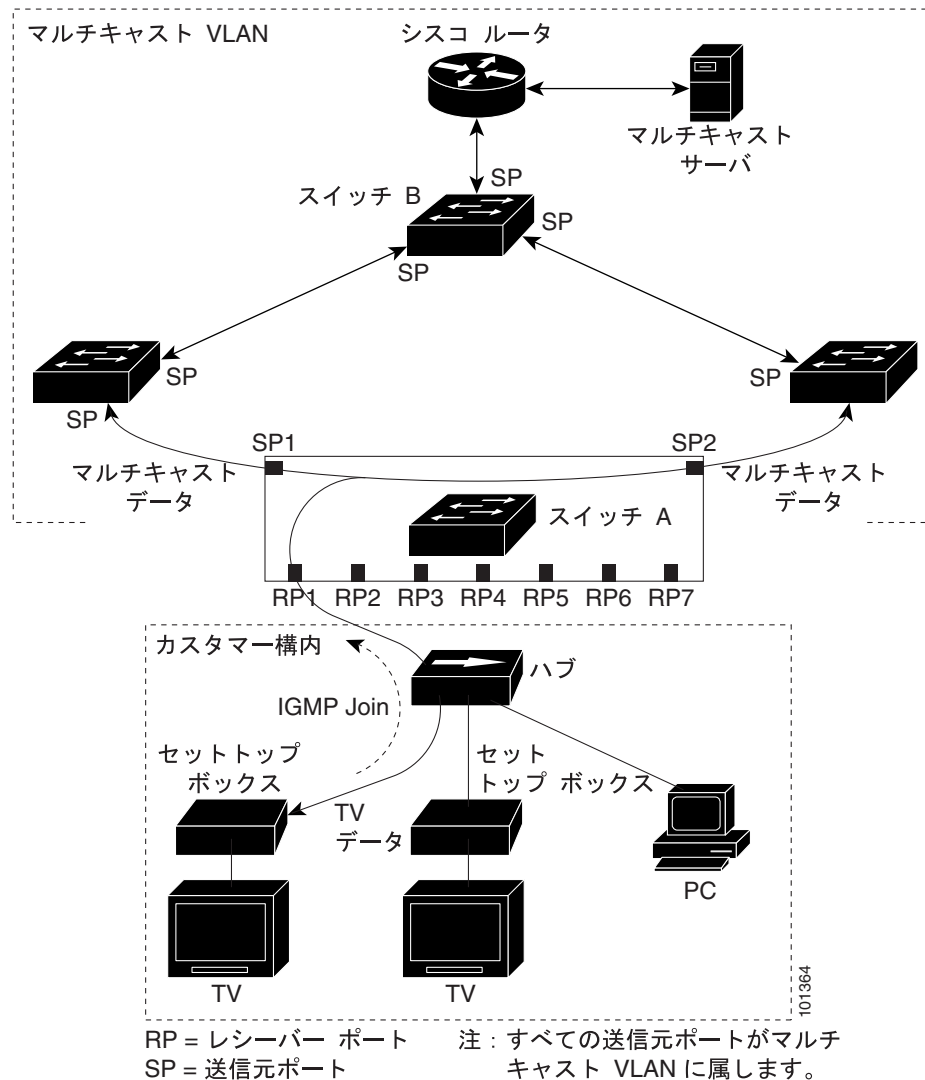 マルチキャスト VLAN
シスコ ルータ
マルチキャスト
サーバ
SP
スイッチ B
SP
SP
SP
SP
SP
SP1
SP2
マルチキャスト
データ
マルチキャスト
データ
スイッチ A
RP1 RP2 RP3 RP4 RP5 RP6 RP7
カスタマー構内
ハブ
IGMP Join
セットトップ
ボックス
セット
トップ ボックス
TV
データ
PC
TV
TV
101364
RP = レシーバー ポート
SP = 送信元ポート
注 : すべての送信元ポートがマルチ
キャスト VLAN に属します。